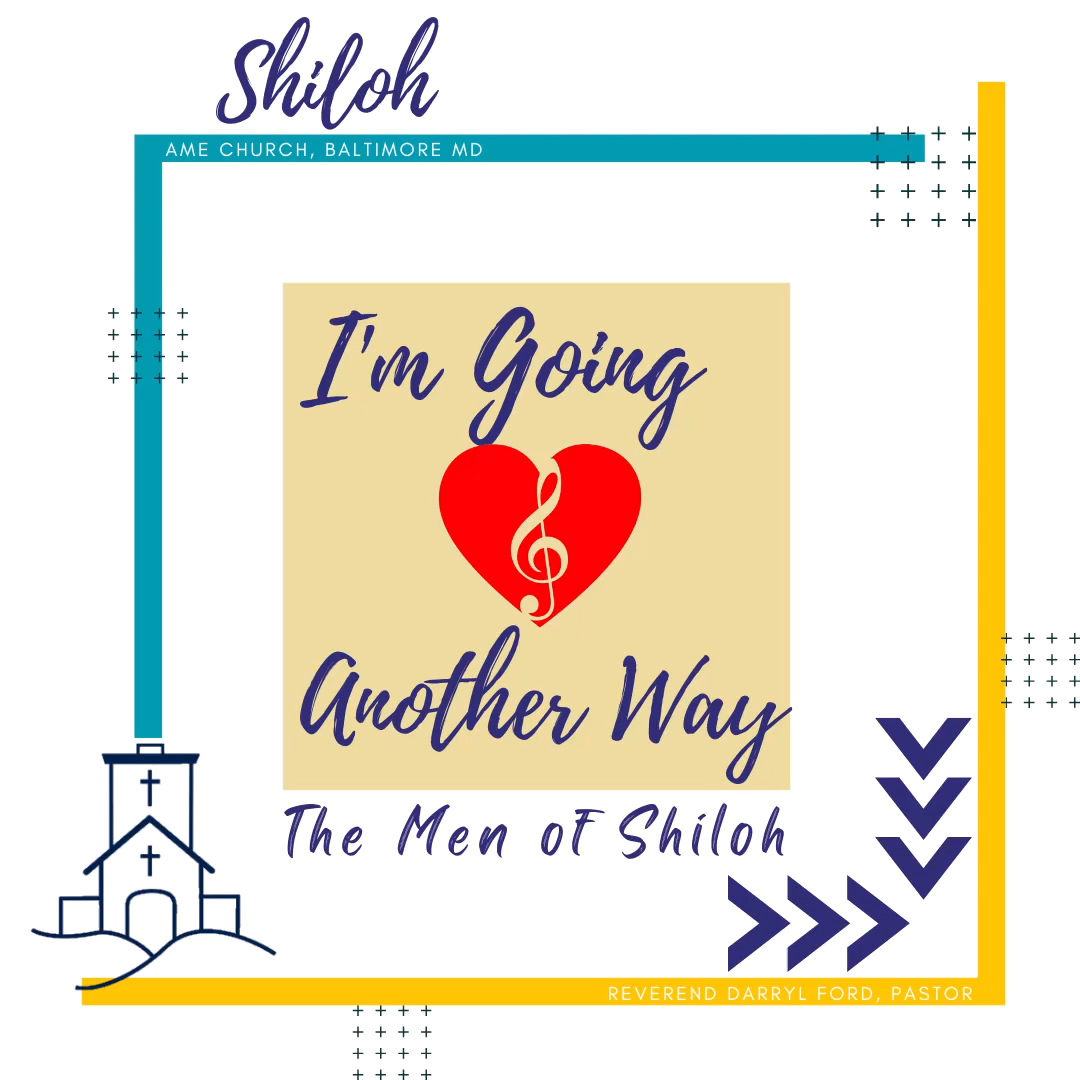 Shiloh
AME CHURCH, BALTIMORE MD
I'm Going
Another Way
The Men of Shiloh
REVEREND DARRYL FORD, PASTOR